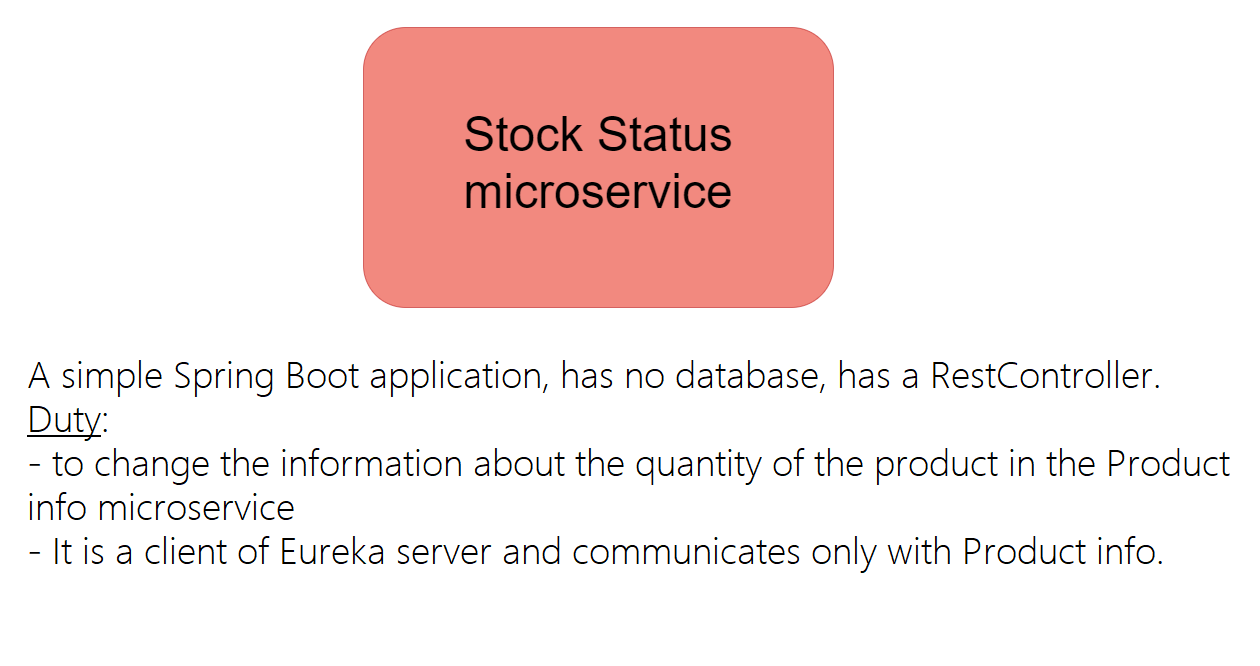 Stock Status
microservice
A simple Spring Boot application, has no database, has a RestController.
Duty:
- to change the information about the quantity of the product in the Product
info microservice
- It is a client of Eureka server and communicates only with Product info.